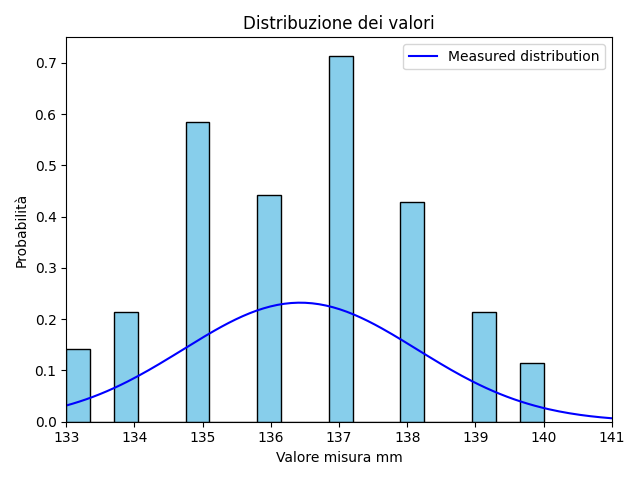 Distribuzione dei valori
Measured distribution
0.7
0.6
0.5
0.4
0.3
0.2
0.1
0.0
Probabilità
133 134 135 136 137 138 139 140 141
Valore misura mm